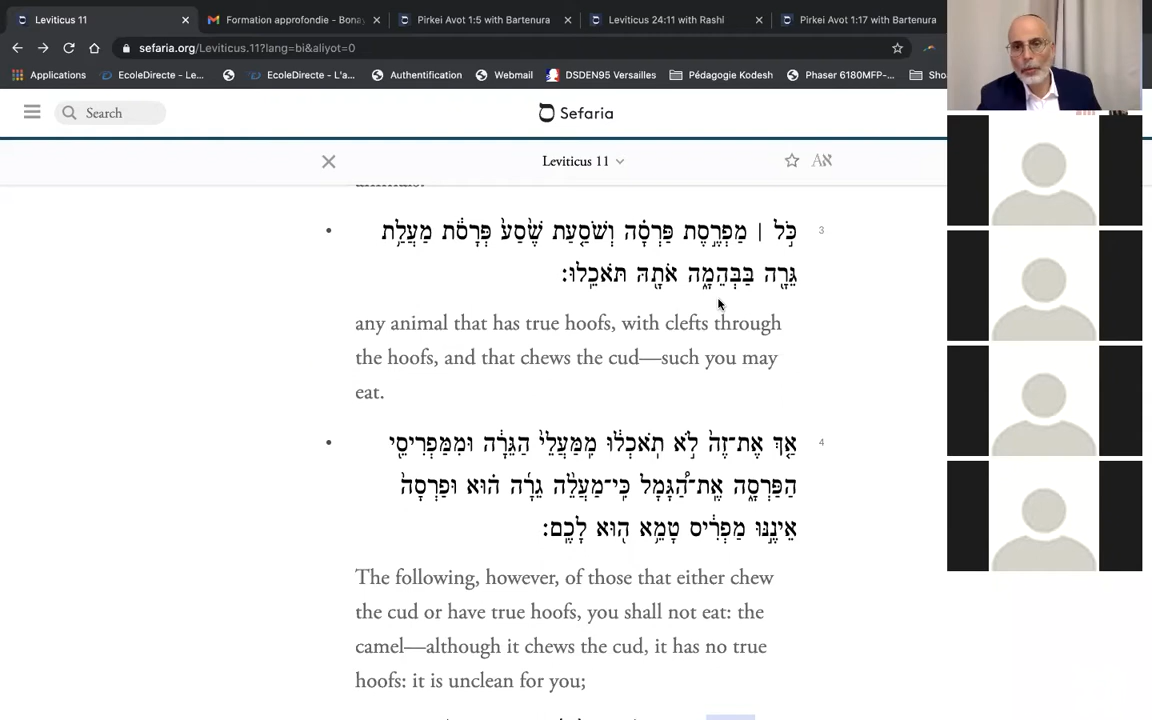 Leviticus 11
Formation approfondie - Bona
Pirkei Avot 1:5 with Bartenura
Leviticus 24:11 with Rashi
Pirkei Avot 1:17 with Bartenura
sefaria.org/Leviticus.11?lang=bi&aliyot=0
Applications
EcoleDirecte - Le...
EcoleDirecte - L'a...
Authentification
Webmail
DSDEN95 Versailles
Pédagogie Kodesh
Phaser 6180MFP-...
Shoa
Search
Sefaria
Leviticus 11
animals:
3
כֹּ֣ל ׀ מַפְרֶ֣סֶת פַּרְסָ֗ה וְשֹׁסַ֤עַת שֶׁ֙סַע֙ פְּרָסֹ֔ת מַעֲלַ֥ת
גֵּרָ֖ה בַּבְּהֵמָ֑ה אֹתָ֖הּ תֹּאכֵֽלוּ׃
any animal that has true hoofs, with clefts through
the hoofs, and that chews the cud—such you may
eat.
4
אַ֤ךְ אֶת־זֶה֙ לֹ֣א תֹֽאכְל֔וּ מִֽמַּעֲלֵי֙ הַגֵּרָ֔ה וּמִמַּפְרִיסֵ֖י
הַפַּרְסָ֑ה אֶֽת־הַ֠גָּמָל כִּֽי־מַעֲלֵ֨ה גֵרָ֜ה ה֗וּא וּפַרְסָה֙
אֵינֶ֣נּוּ מַפְרִ֔יס טָמֵ֥א ה֖וּא לָכֶֽם׃
The following, however, of those that either chew
the cud or have true hoofs, you shall not eat: the
camel—although it chews the cud, it has no true
hoofs: it is unclean for you;